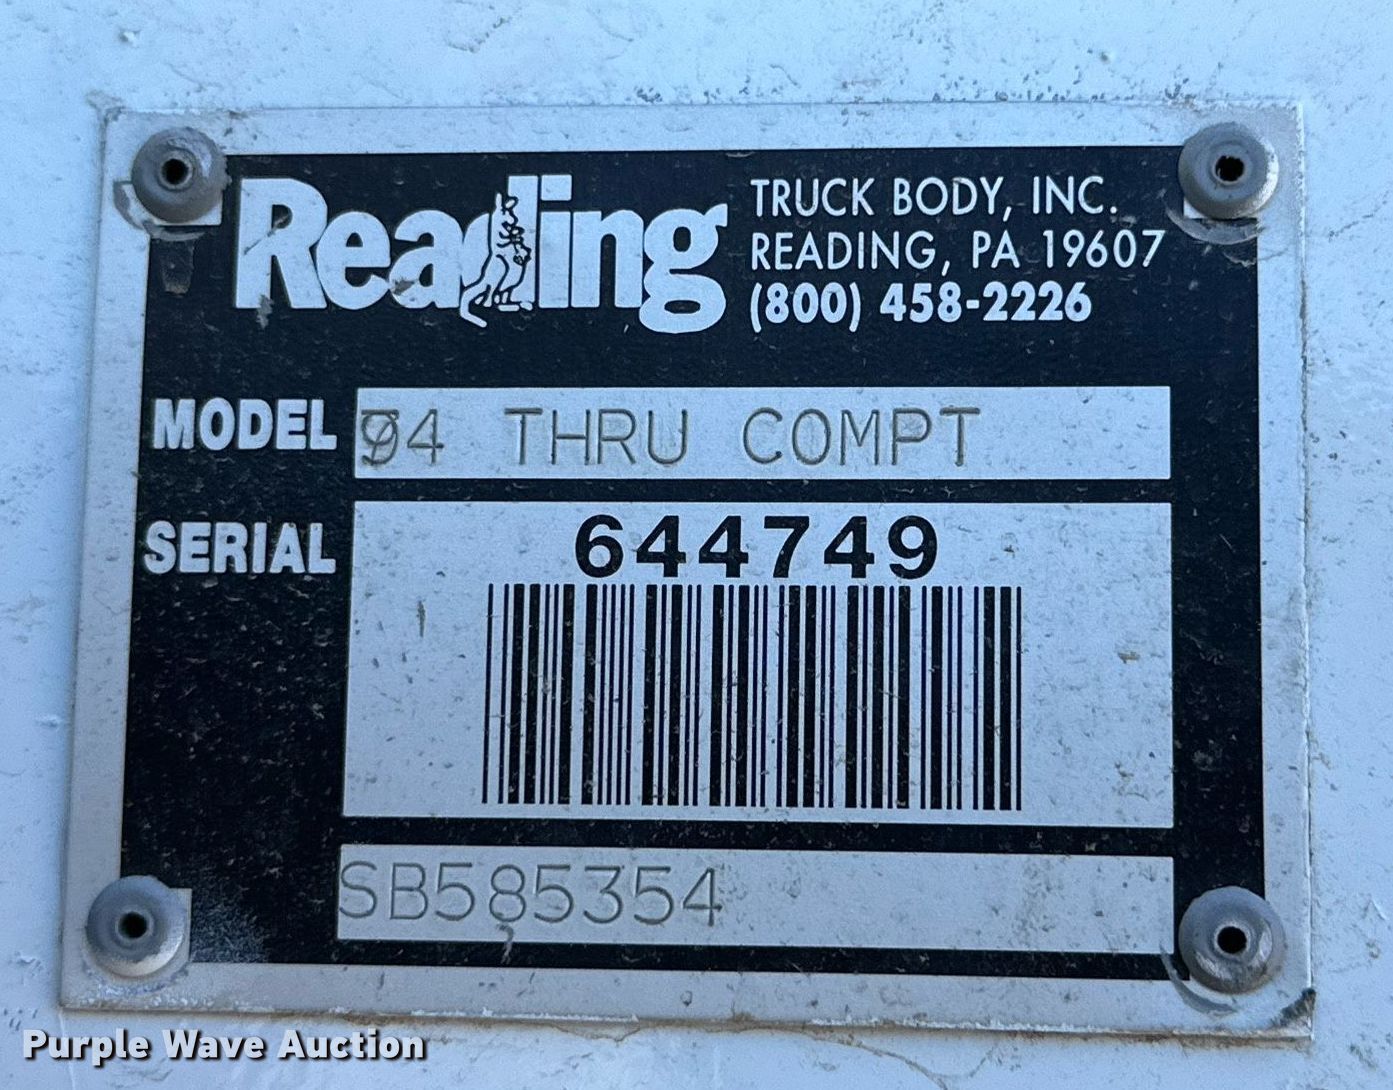 Reading
TRUCK BODY, INC.
READING, PA 19607
(800) 458-2226
MODEL THRU COMPT
SERIAL 644749
SB585354
Purple Wave Auction